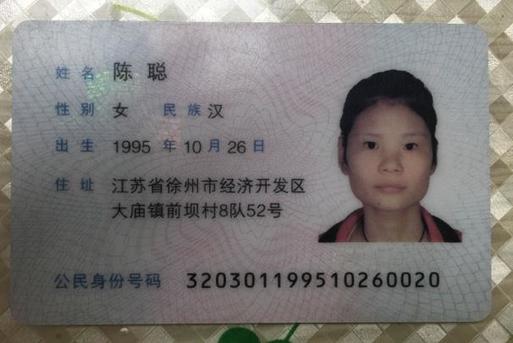 姓名 陈聪
性别 女 民族 汉
出生 1995 年 10 月 26 日
住址 江苏省徐州市经济开发区
大庙镇前坝村8队52号
公民身份号码 320301199510260020